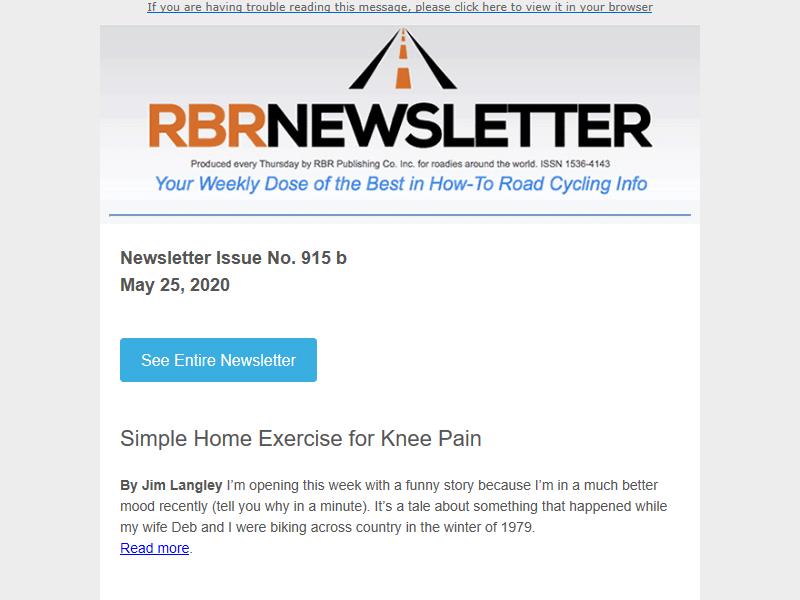 If you are having trouble reading this message, please click here to view it in your browser
RBRNEWSLETTER
Produced every Thursday by RBR Publishing Co. Inc. for roadies around the world. ISSN 1536-4143
Your Weekly Dose of the Best in How-To Road Cycling Info
Newsletter Issue No. 915 b
May 25, 2020
See Entire Newsletter
Simple Home Exercise for Knee Pain
By Jim Langley I’m opening this week with a funny story because I’m in a much better
mood recently (tell you why in a minute). It’s a tale about something that happened while
my wife Deb and I were biking across country in the winter of 1979.
Read more.